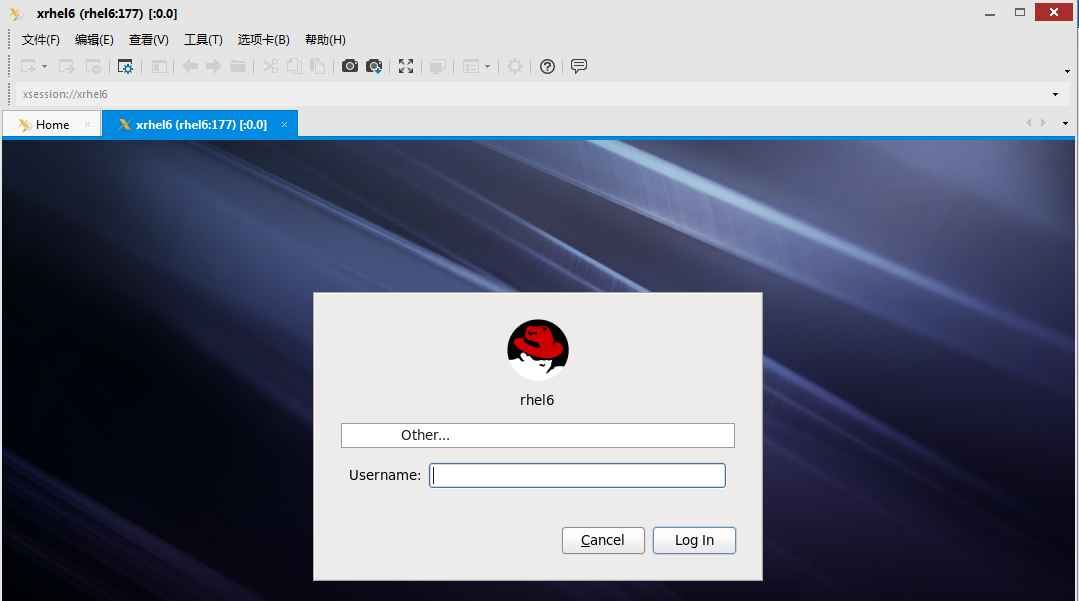 xrhel6 (rhel6:177) [:0.0]
文件(F) 编辑(E) 查看(V) 工具(T) 选项卡(B) 帮助(H)
xsession://xrhel6
Home xrhel6 (rhel6:177) [:0.0]
rhel6
Other...
Username:
Cancel Log In